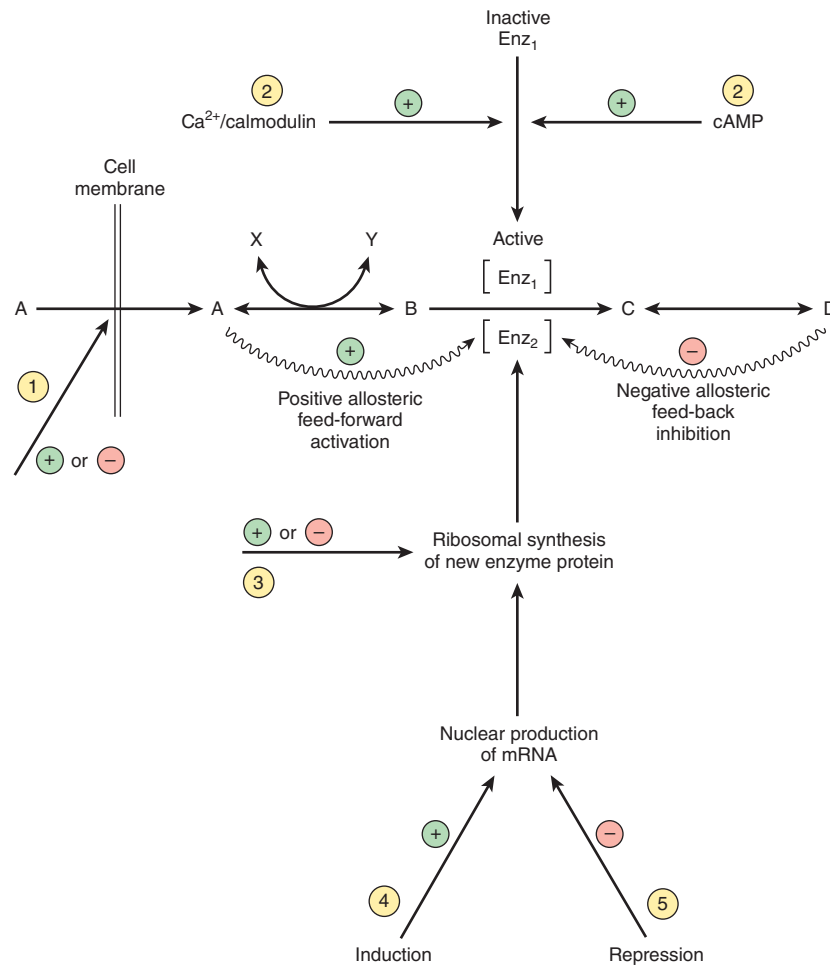 Inactive
Enz₁
2
2
+
+
Ca²⁺/calmodulin
cAMP
Cell
membrane
X
Y
Active
[Enz₁]
A
A
B
C
D
[Enz₂]
+
−
1
Positive allosteric
feed-forward
activation
Negative allosteric
feed-back
inhibition
+ or −
+ or −
3
Ribosomal synthesis
of new enzyme protein
Nuclear production
of mRNA
+
−
4
5
Induction
Repression